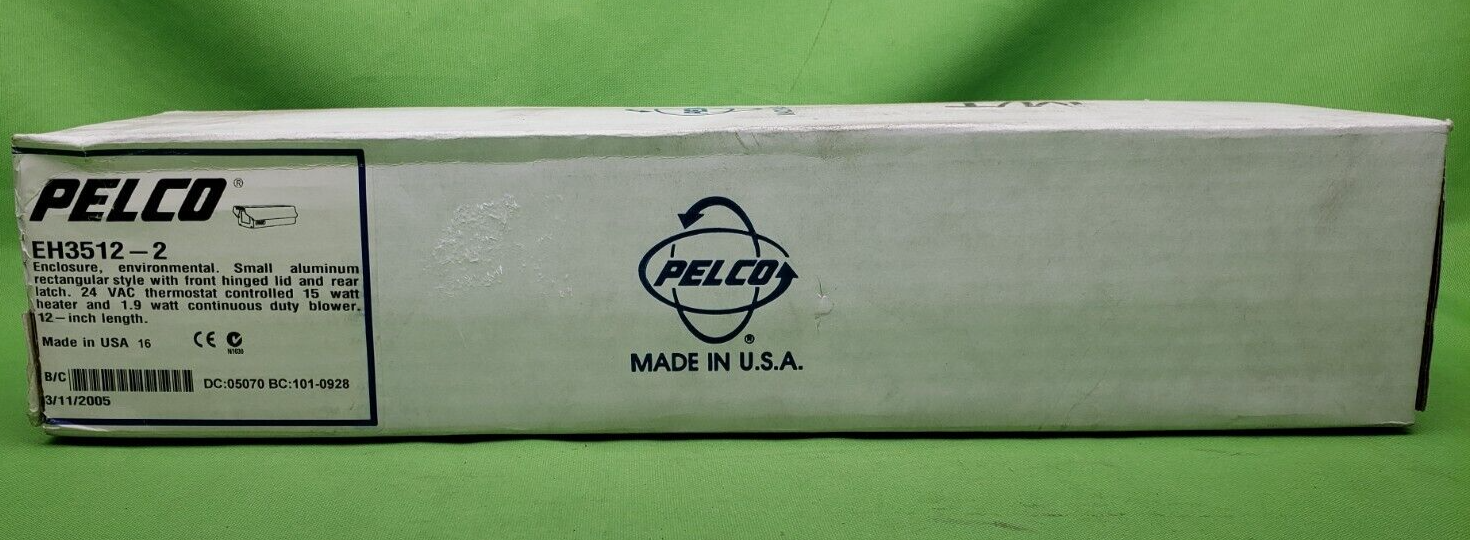 PELCO®
EH3512-2
Enclosure, environmental. Small aluminum
rectangular style with front hinged lid and rear
latch. 24 VAC thermostat controlled 15 watt
heater and 1.9 watt continuous duty blower.
12-inch length.
Made in USA 16 CE
N1030
B/C DC:05070 BC:101-0928
3/11/2005
PELCO
®
MADE IN U.S.A.